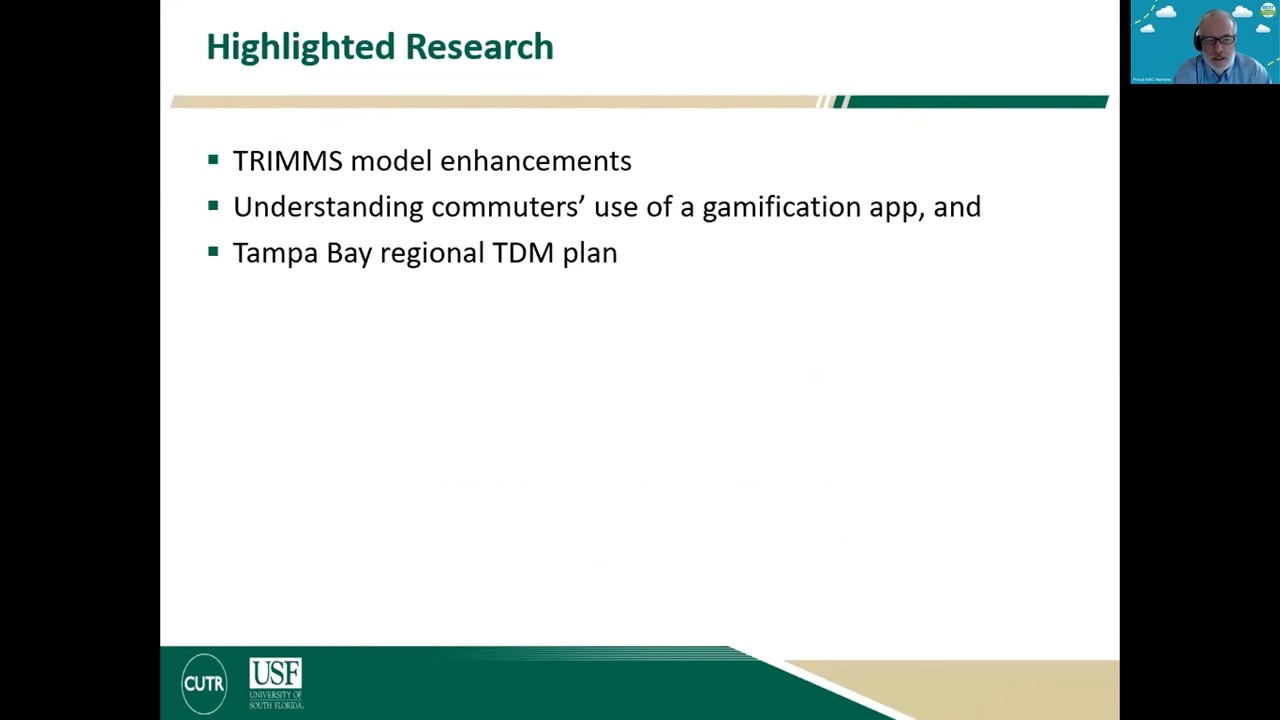 Highlighted Research
TRIMMS model enhancements
Understanding commuters’ use of a gamification app, and
Tampa Bay regional TDM plan
CUTR
USF
UNIVERSITY OF
SOUTH FLORIDA